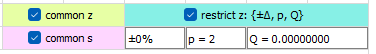 common z restrict z: {±Δ, p, Q}
common s ±0% p = 2 Q = 0.00000000